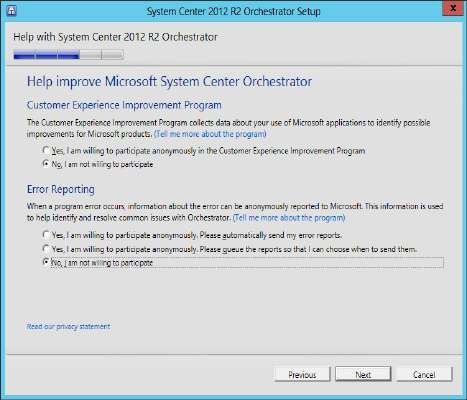 System Center 2012 R2 Orchestrator Setup
x
Help with System Center 2012 R2 Orchestrator
Help improve Microsoft System Center Orchestrator
Customer Experience Improvement Program
The Customer Experience Improvement Program collects data about your use of Microsoft applications to identify possible
improvements for Microsoft products. (Tell me more about the program)
Yes, I am willing to participate anonymously in the Customer Experience Improvement Program
No, I am not willing to participate
Error Reporting
When a program error occurs, information about the error can be anonymously reported to Microsoft. This information is used
to help identify and resolve common issues with Orchestrator. (Tell me more about the program)
Yes, I am willing to participate anonymously. Please automatically send my error reports.
Yes, I am willing to participate anonymously. Please queue the reports so that I can choose when to send them.
No, I am not willing to participate
Read our privacy statement
Previous Next Cancel